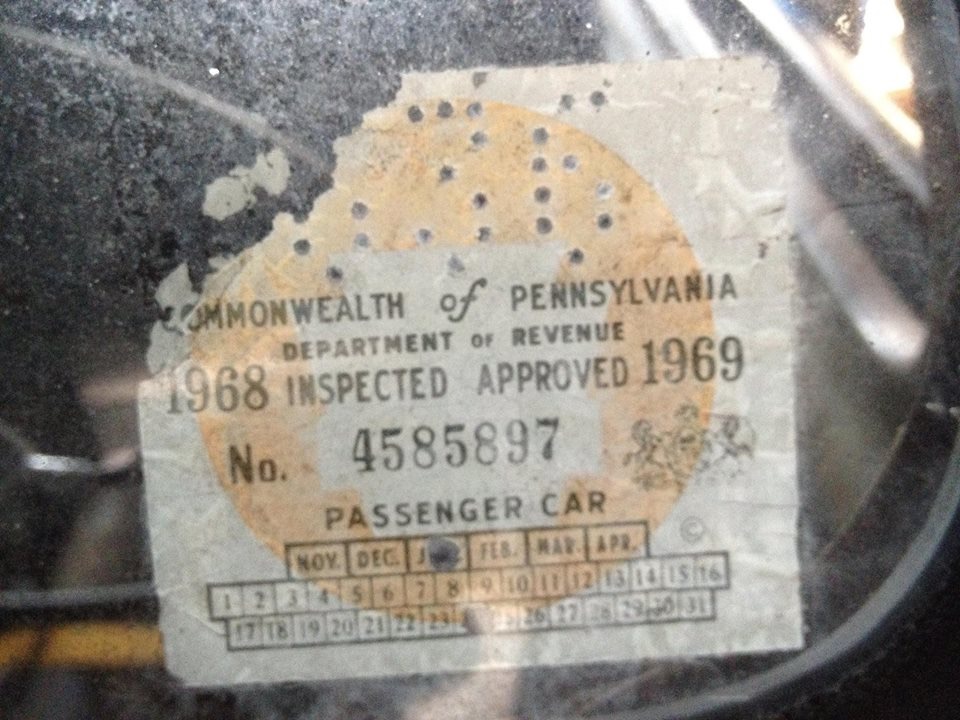 COMMONWEALTH of PENNSYLVANIA
DEPARTMENT OF REVENUE
1968 INSPECTED APPROVED 1969
No. 4585897
PASSENGER CAR
©
NOV. DEC. FEB. MAR. APR.
1 2 3 4 5 6 7 8 9 10 11 12 13 14 15 16
17 18 19 20 21 22 23 26 27 28 29 30 31